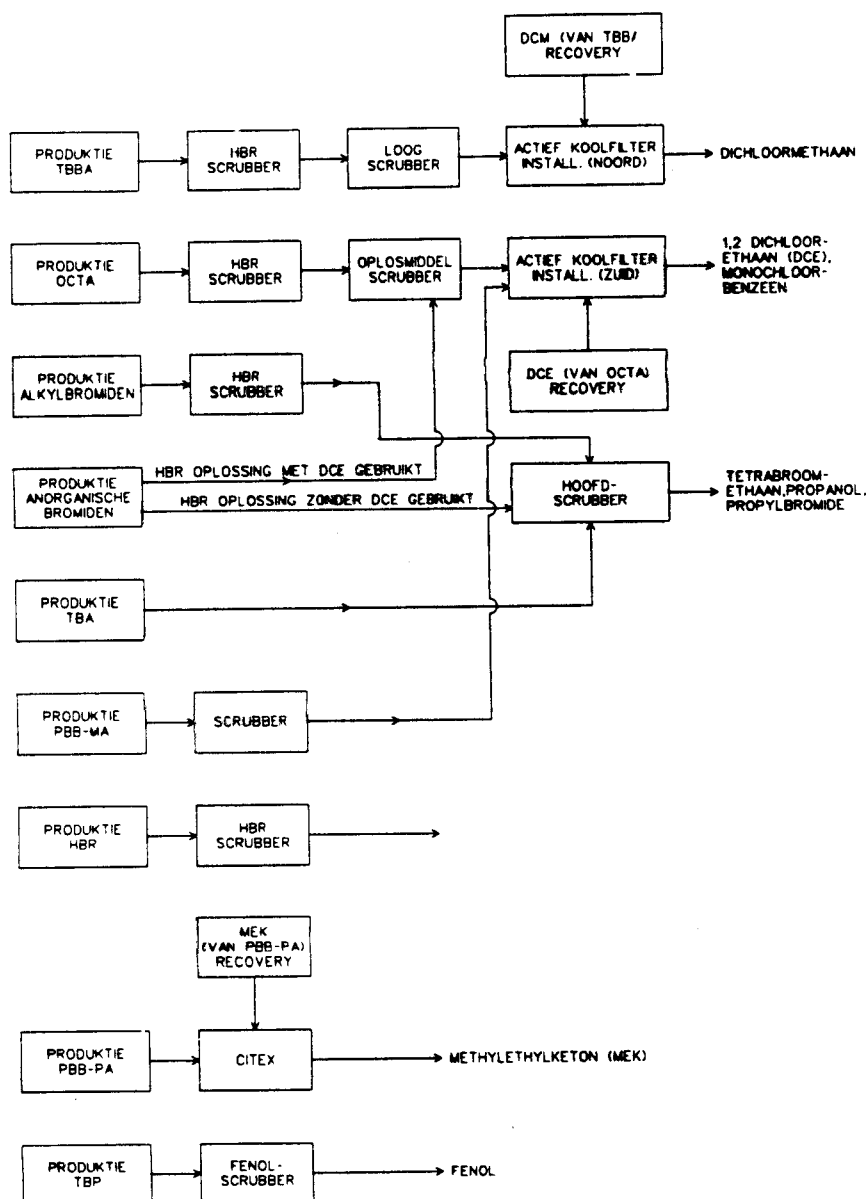 DCM (VAN TBB/
RECOVERY
PRODUKTIE
TBBA
HBR
SCRUBBER
LOOG
SCRUBBER
ACTIEF KOOLFILTER
INSTALL. (NOORD)
DICHLOORMETHAAN
PRODUKTIE
OCTA
HBR
SCRUBBER
OPLOSMIDDEL
SCRUBBER
ACTIEF KOOLFILTER
INSTALL. (ZUID)
1,2 DICHLOOR-
ETHAAN (DCE),
MONOCHLOOR-
BENZEEN
PRODUKTIE
ALKYLBROMIDEN
HBR
SCRUBBER
DCE (VAN OCTA)
RECOVERY
PRODUKTIE
ANORGANISCHE
BROMIDEN
HBR OPLOSSING MET DCE GEBRUIKT
HBR OPLOSSING ZONDER DCE GEBRUIKT
HOOFD-
SCRUBBER
TETRABROOM-
ETHAAN,PROPANOL,
PROPYLBROMIDE
PRODUKTIE
TBA
PRODUKTIE
PBB-MA
SCRUBBER
PRODUKTIE
HBR
HBR
SCRUBBER
MEK
(VAN PBB-PA)
RECOVERY
PRODUKTIE
PBB-PA
CITEX
METHYLETHYLKETON (MEK)
PRODUKTIE
TBP
FENOL-
SCRUBBER
FENOL